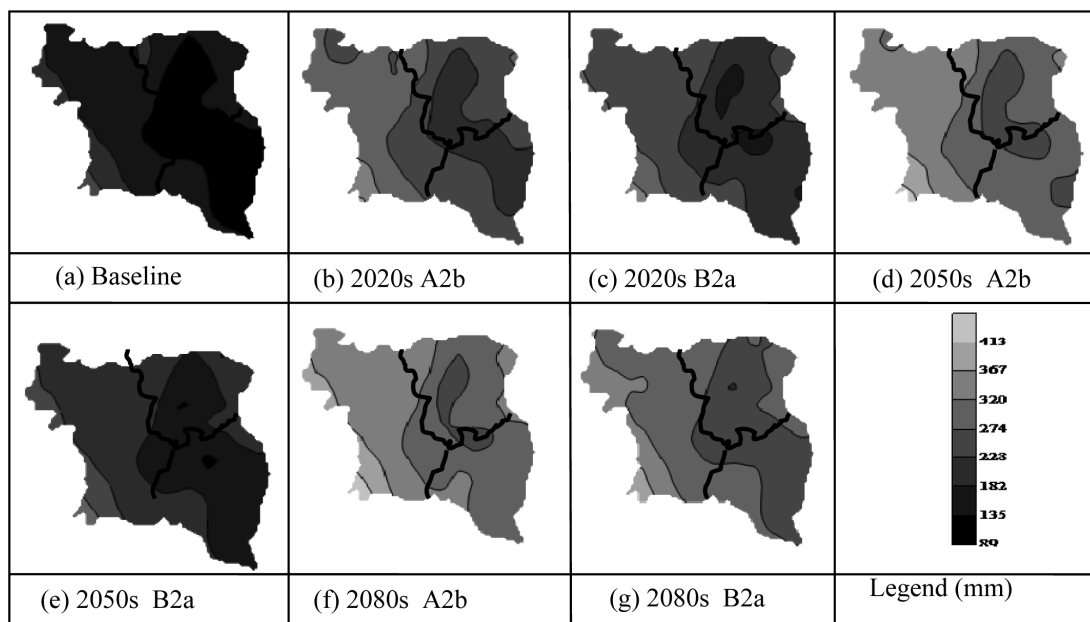 (a) Baseline
(b) 2020s A2b
(c) 2020s B2a
(d) 2050s A2b
413
367
320
274
228
182
135
89
(e) 2050s B2a
(f) 2080s A2b
(g) 2080s B2a
Legend (mm)